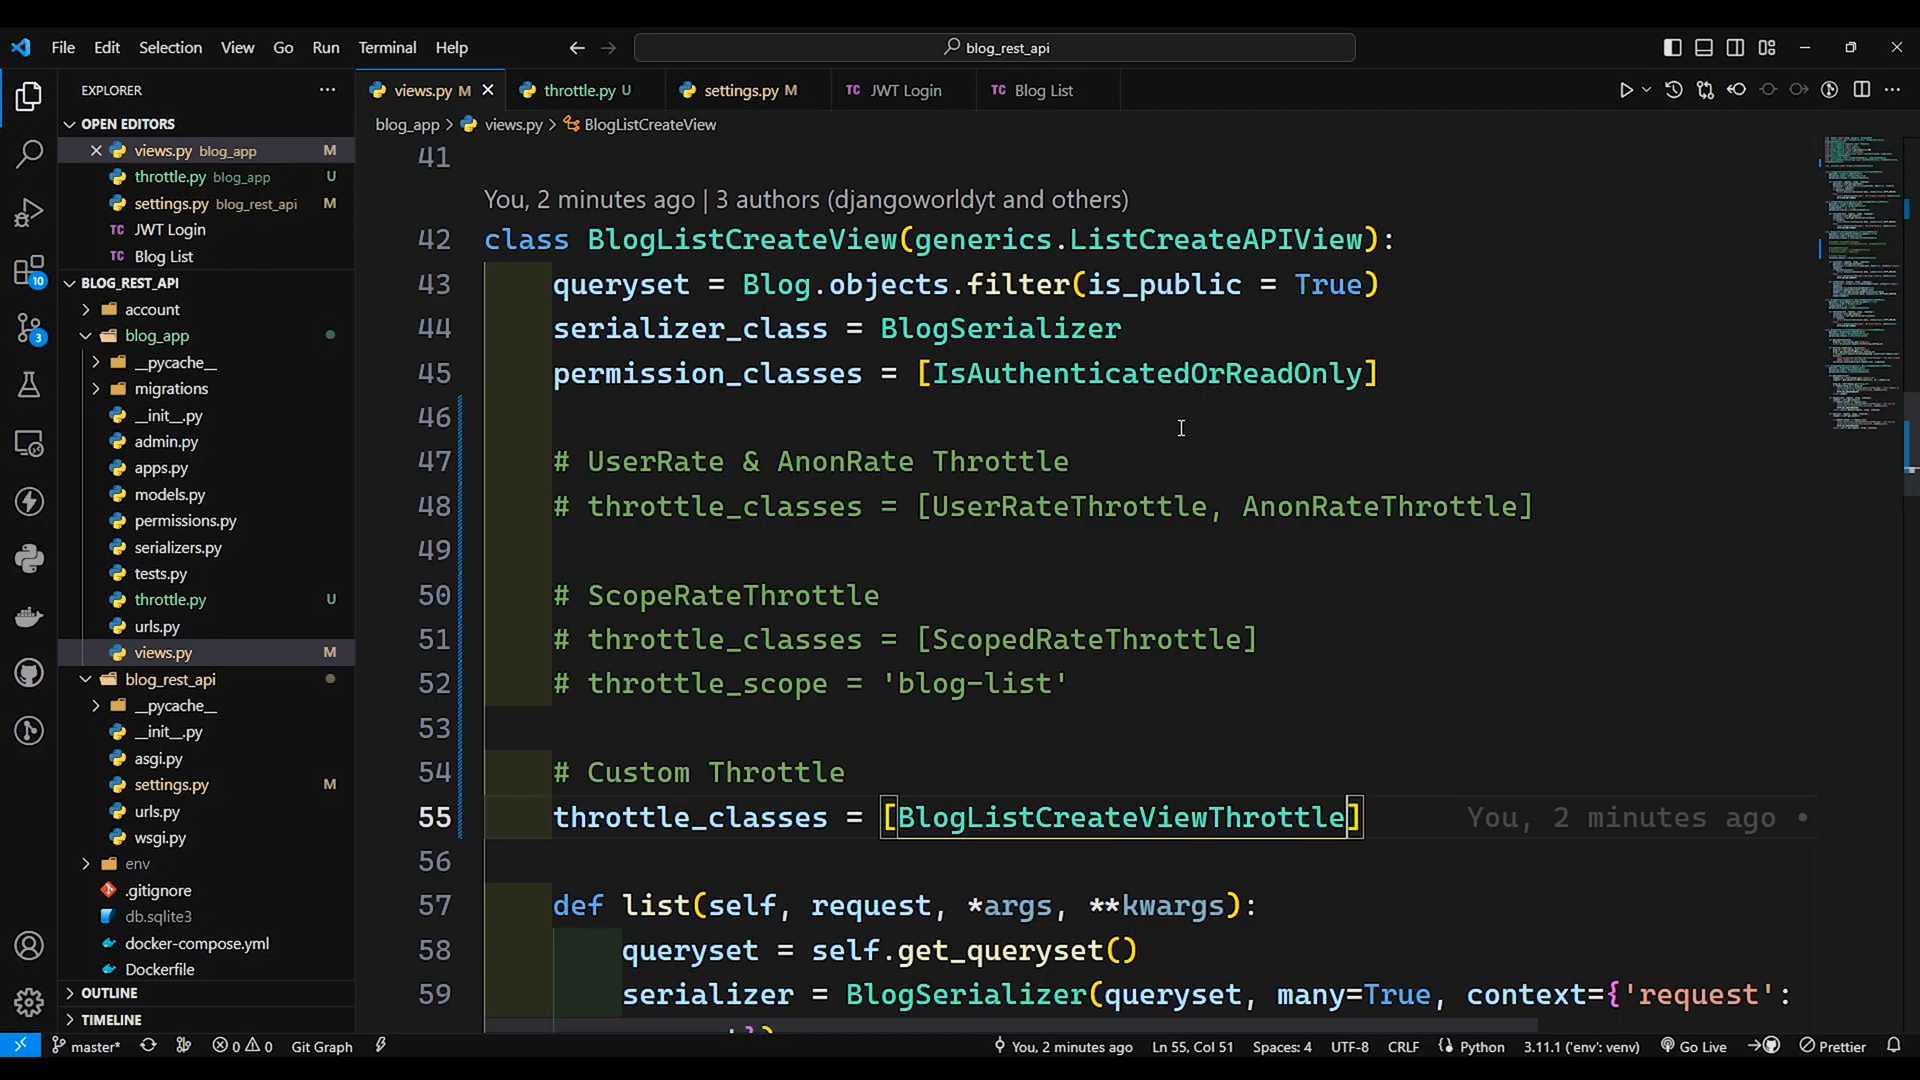 File Edit Selection View Go Run Terminal Help
blog_rest_api
EXPLORER
OPEN EDITORS
views.py blog_app M
throttle.py blog_app U
settings.py blog_rest_api M
TC JWT Login
TC Blog List
BLOG_REST_API
account
blog_app
__pycache__
migrations
__init__.py
admin.py
apps.py
models.py
permissions.py
serializers.py
tests.py
throttle.py U
urls.py
views.py M
blog_rest_api
__pycache__
__init__.py
asgi.py
settings.py M
urls.py
wsgi.py
env
.gitignore
db.sqlite3
docker-compose.yml
Dockerfile
OUTLINE
TIMELINE
10
3
views.py M throttle.py U settings.py M TC JWT Login TC Blog List
blog_app > views.py > BlogListCreateView
41
You, 2 minutes ago | 3 authors (djangoworldyt and others)
42 class BlogListCreateView(generics.ListCreateAPIView):
43 queryset = Blog.objects.filter(is_public = True)
44 serializer_class = BlogSerializer
45 permission_classes = [IsAuthenticatedOrReadOnly]
46
47 # UserRate & AnonRate Throttle
48 # throttle_classes = [UserRateThrottle, AnonRateThrottle]
49
50 # ScopeRateThrottle
51 # throttle_classes = [ScopedRateThrottle]
52 # throttle_scope = 'blog-list'
53
54 # Custom Throttle
55 throttle_classes = [BlogListCreateViewThrottle] You, 2 minutes ago •
56
57 def list(self, request, *args, **kwargs):
58 queryset = self.get_queryset()
59 serializer = BlogSerializer(queryset, many=True, context={'request':
master* 0 0 Git Graph You, 2 minutes ago Ln 55, Col 51 Spaces: 4 UTF-8 CRLF Python 3.11.1 ('env': venv) Go Live Prettier